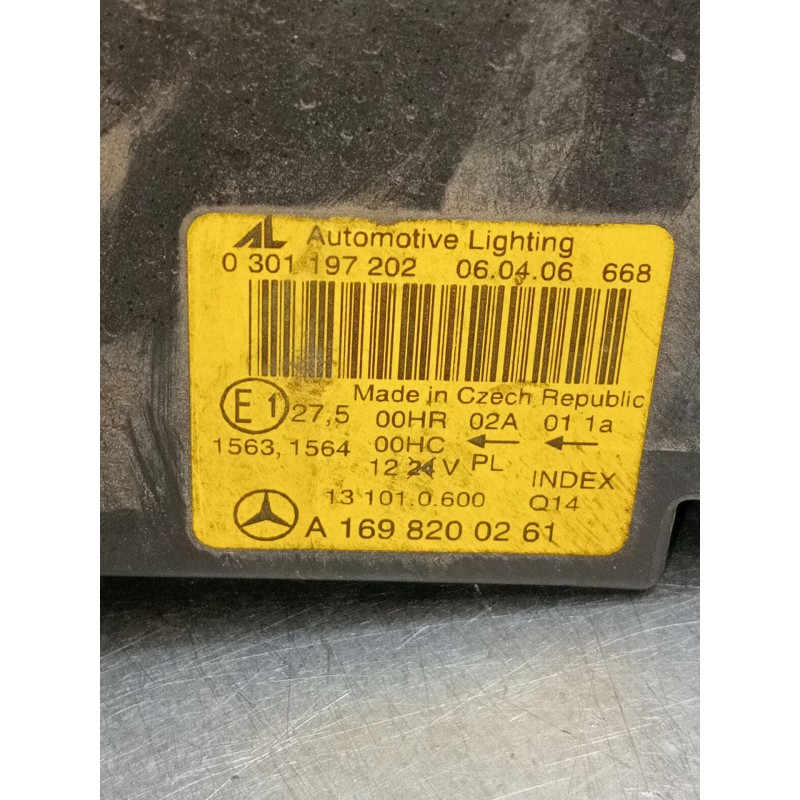 AL Automotive Lighting
0 301 197 202 06.04.06 668
Made in Czech Republic
E1 27,5 00HR 02A 01 1a
1563, 1564 00HC ← ←
12 24 V PL INDEX
13 101.0.600 Q14
A 169 820 02 61